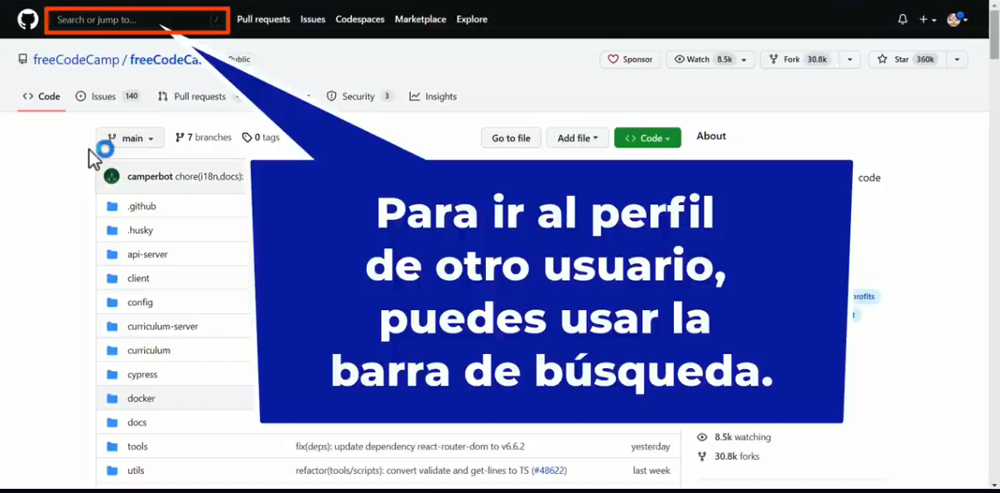 Search or jump to... / Pull requests Issues Codespaces Marketplace Explore
freeCodeCamp / Public Sponsor Watch 8.5k Fork 30.8k Star 360k
Code Issues 140 Pull requests Security 3 Insights
main 7 branches 0 tags Go to file Add file Code About
camperbot chore(i18n,docs): code
.github
.husky
api-server
client
config
curriculum-server
curriculum
cypress
docker
docs
Para ir al perfil
de otro usuario,
puedes usar la
barra de búsqueda.
8.5k watching
tools fix(deps): update dependency react-router-dom to v6.6.2 yesterday
30.8k forks
utils refactor(tools/scripts): convert validate and get-lines to TS (#48622) last week